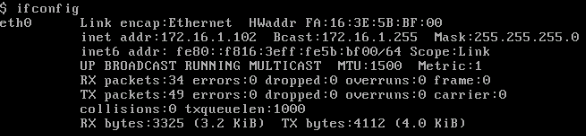 $ ifconfig
eth0      Link encap:Ethernet  HWaddr FA:16:3E:5B:BF:00
          inet addr:172.16.1.102  Bcast:172.16.1.255  Mask:255.255.255.0
          inet6 addr: fe80::f816:3eff:fe5b:bf00/64 Scope:Link
          UP BROADCAST RUNNING MULTICAST  MTU:1500  Metric:1
          RX packets:34 errors:0 dropped:0 overruns:0 frame:0
          TX packets:49 errors:0 dropped:0 overruns:0 carrier:0
          collisions:0 txqueuelen:1000
          RX bytes:3325 (3.2 KiB)  TX bytes:4112 (4.0 KiB)